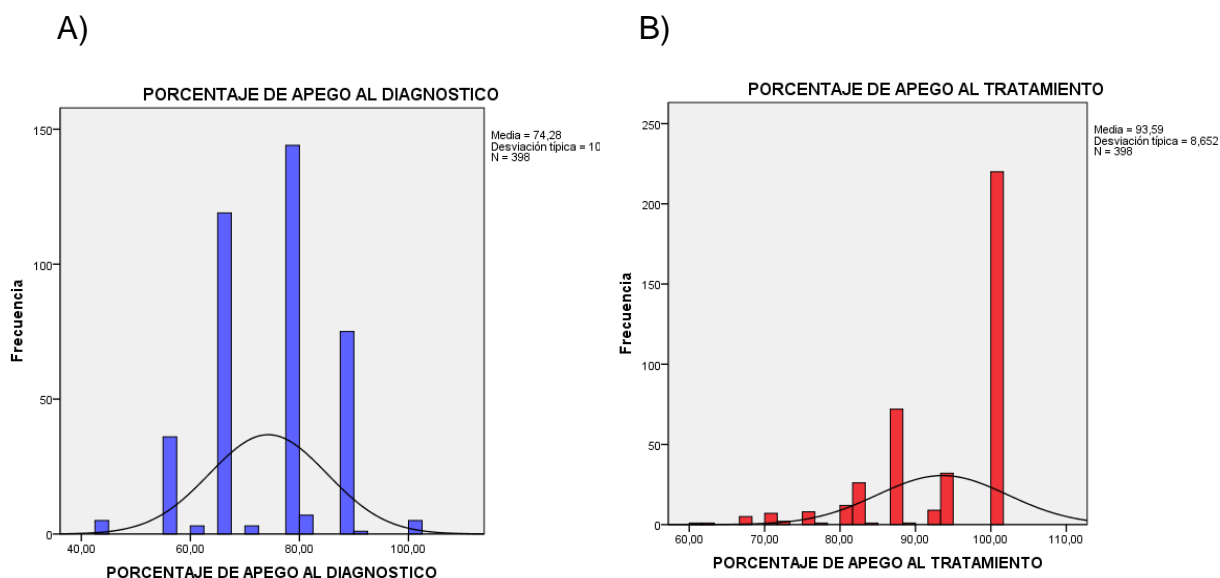 A)
B)
PORCENTAJE DE APEGO AL DIAGNOSTICO
Media = 74,28
Desviación típica = 10
N = 398
150
100
50
0
Frecuencia
40,00 60,00 80,00 100,00
PORCENTAJE DE APEGO AL DIAGNOSTICO
PORCENTAJE DE APEGO AL TRATAMIENTO
Media = 93,59
Desviación típica = 8,652
N = 398
250
200
150
100
50
0
Frecuencia
60,00 70,00 80,00 90,00 100,00 110,00
PORCENTAJE DE APEGO AL TRATAMIENTO